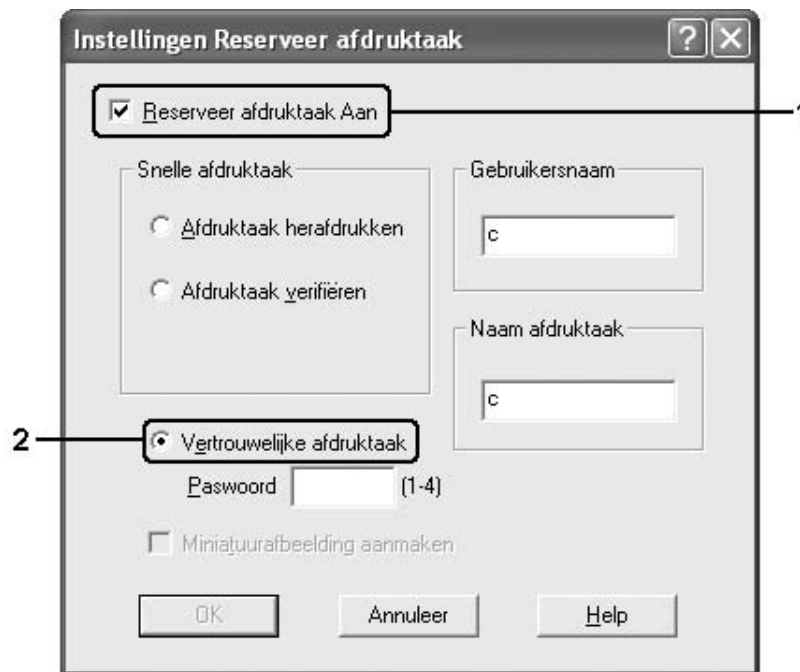 Instellingen Reserveer afdruktaak
Reserveer afdruktaak Aan
1
Snelle afdruktaak
Afdruktaak herafdrukken
Afdruktaak verifiëren
Gebruikersnaam
c
Naam afdruktaak
c
2
Vertrouwelijke afdruktaak
Paswoord (1-4)
Miniatuurafbeelding aanmaken
OK Annuleer Help